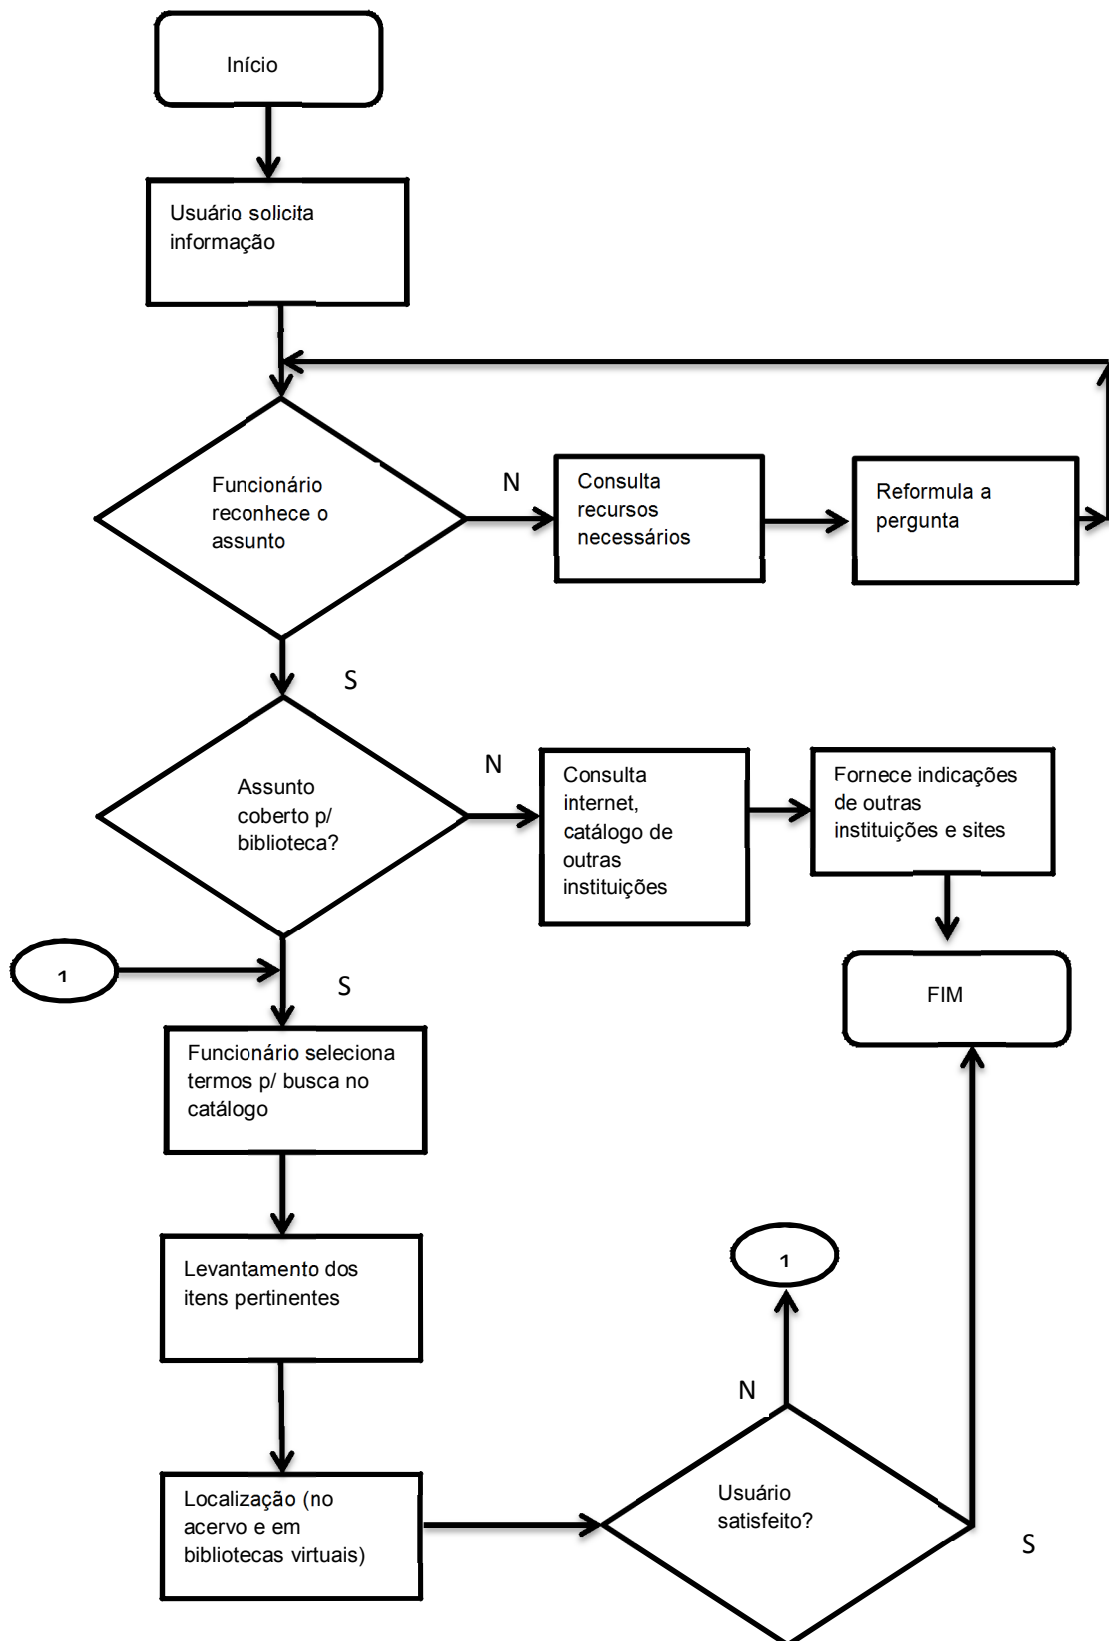 Início
Usuário solicita
informação
Funcionário
reconhece o
assunto
N
Consulta
recursos
necessários
Reformula a
pergunta
S
Assunto
coberto p/
biblioteca?
N
Consulta
internet,
catálogo de
outras
instituições
Fornece indicações
de outras
instituições e sites
1
S
FIM
Funcionário seleciona
termos p/ busca no
catálogo
Levantamento dos
itens pertinentes
1
N
Localização (no
acervo e em
bibliotecas virtuais)
Usuário
satisfeito?
S